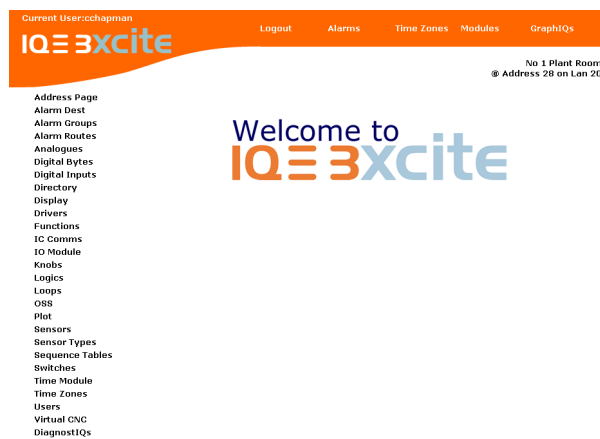 Current User:cchapman
IQ3xcite
Logout Alarms Time Zones Modules GraphIQs
No 1 Plant Room
@ Address 28 on Lan 20
Address Page
Alarm Dest
Alarm Groups
Alarm Routes
Analogues
Digital Bytes
Digital Inputs
Directory
Display
Drivers
Functions
IC Comms
IO Module
Knobs
Logics
Loops
OSS
Plot
Sensors
Sensor Types
Sequence Tables
Switches
Time Module
Time Zones
Users
Virtual CNC
DiagnostIQs
Welcome to
IQ3xcite